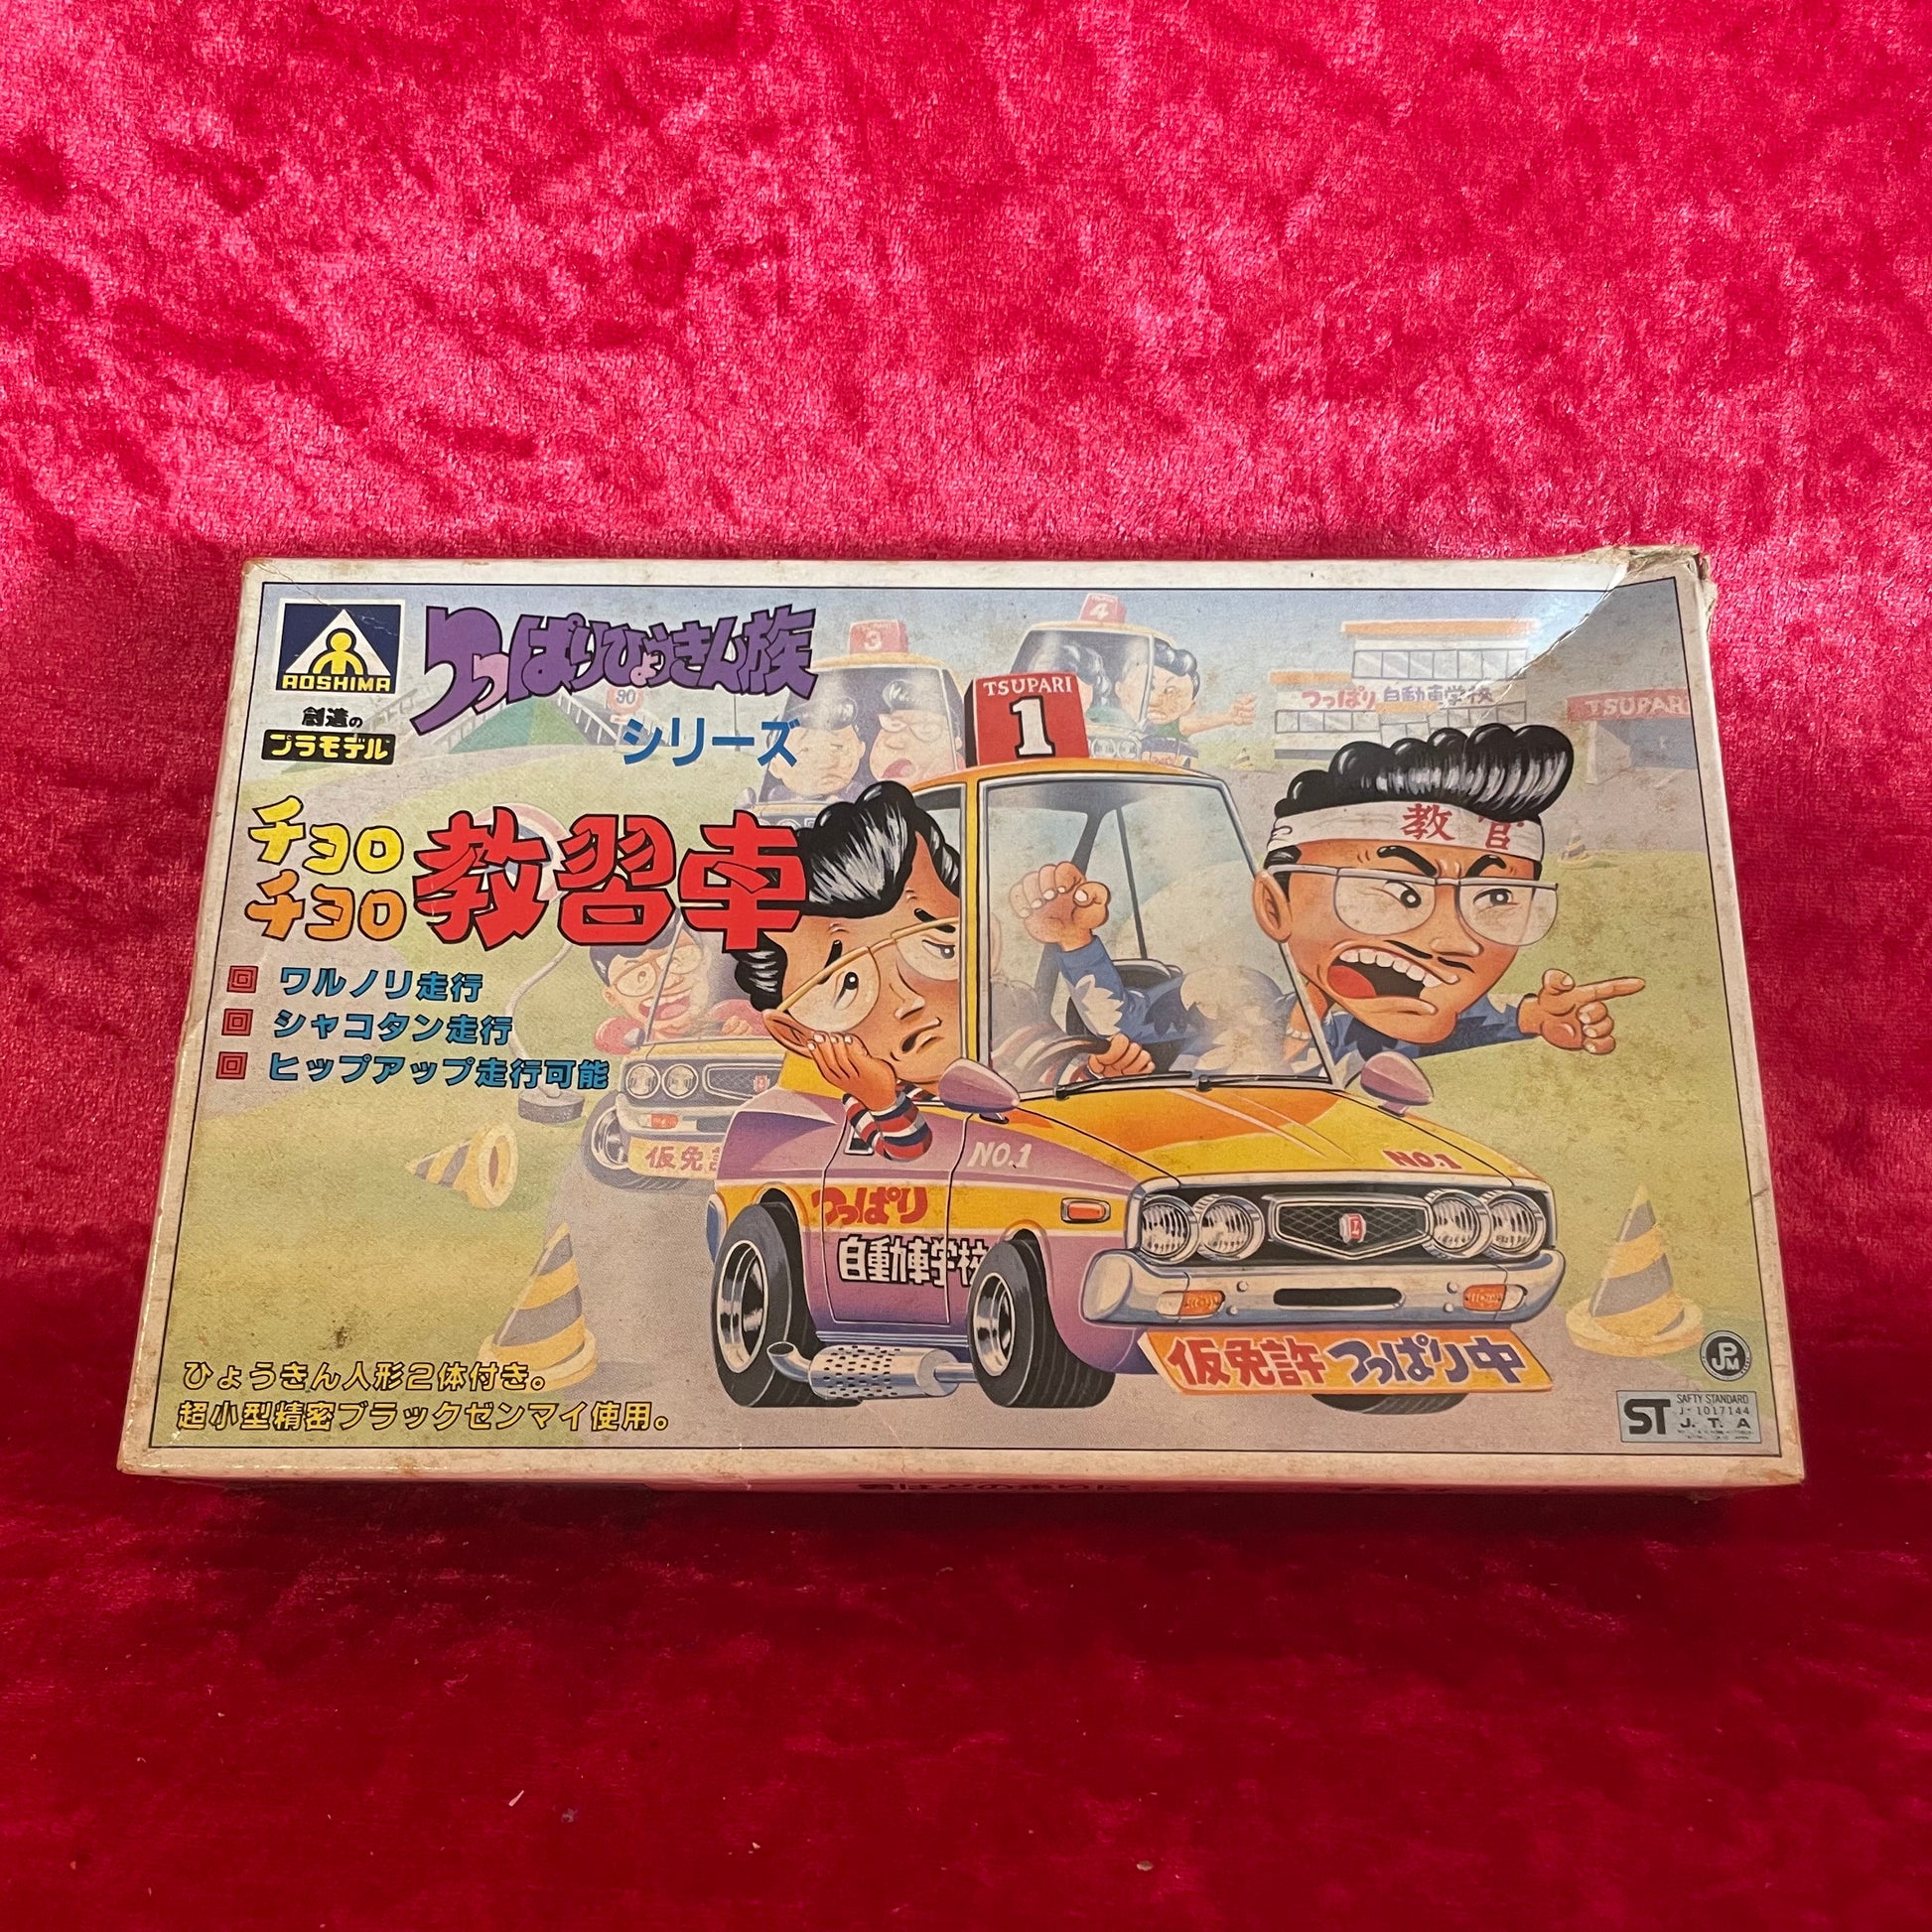 AOSHIMA
創造の
プラモデル
つっぱりひょうきん族
シリーズ
チョロ
チョロ
教習車
ワルノリ走行
シャコタン走行
ヒップアップ走行可能
3
4
90
TSUPARI
1
つっぱり自動車学校
TSUPARI
教官
仮免
NO.1
NO.1
つっぱり
自動車学校
仮免許 つっぱり中
ひょうきん人形2体付き。
超小型精密ブラックゼンマイ使用。
JPM
ST
SAFTY STANDARD
J-1017144
J. T. A